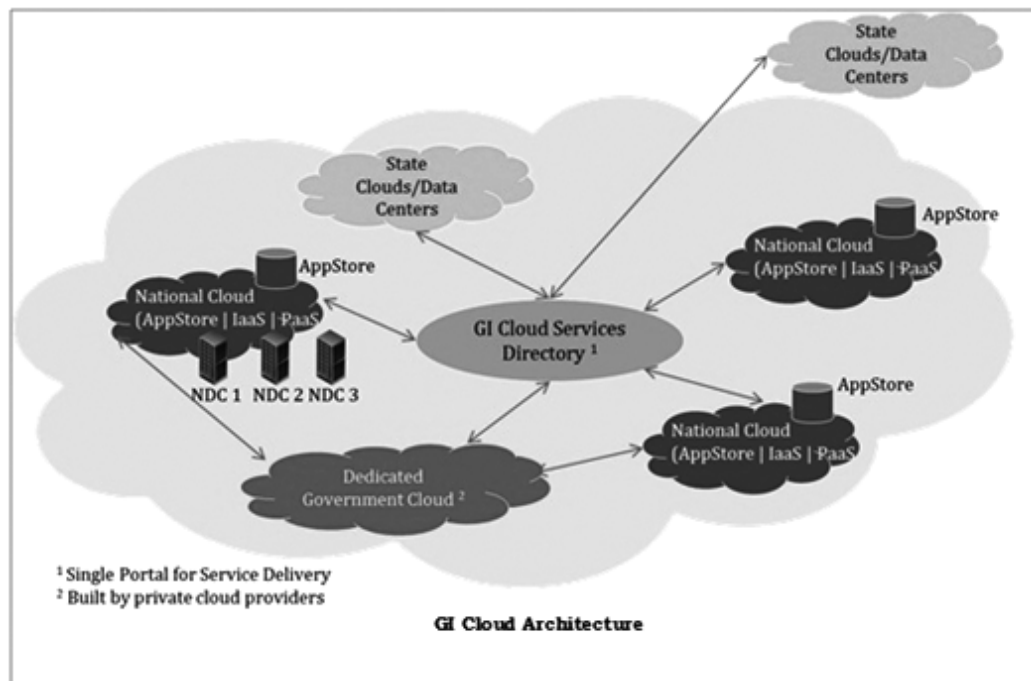 State
Clouds/Data
Centers
State
Clouds/Data
Centers
AppStore
National Cloud
(AppStore | IaaS | PaaS
AppStore
National Cloud
(AppStore | IaaS | PaaS
GI Cloud Services
Directory 1
NDC 1 NDC 2 NDC 3
AppStore
National Cloud
(AppStore | IaaS | PaaS
Dedicated
Government Cloud 2
1 Single Portal for Service Delivery
2 Built by private cloud providers
GI Cloud Architecture